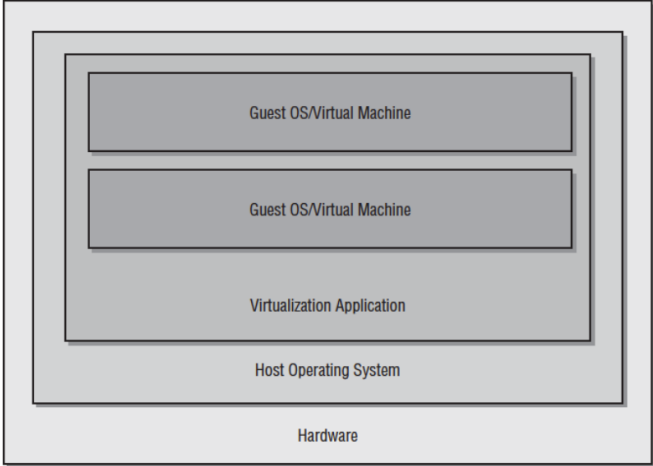 Guest OS/Virtual Machine
Guest OS/Virtual Machine
Virtualization Application
Host Operating System
Hardware